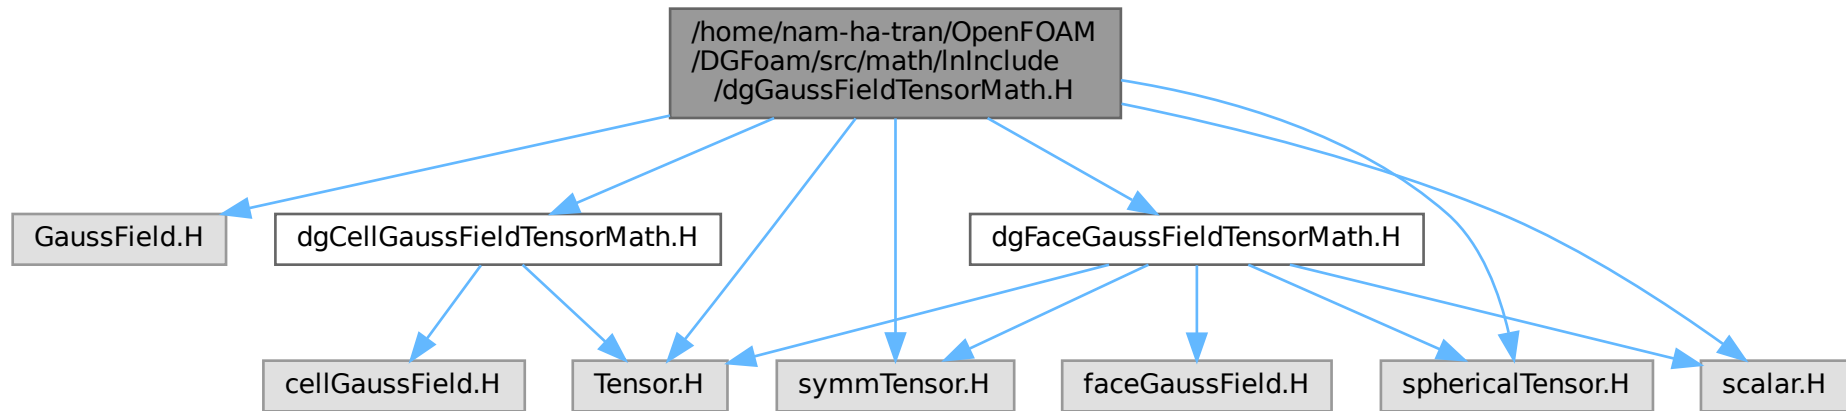 /home/nam-ha-tran/OpenFOAM
/DGFoam/src/math/lnInclude
/dgGaussFieldTensorMath.H
GaussField.H
dgCellGaussFieldTensorMath.H
dgFaceGaussFieldTensorMath.H
cellGaussField.H
Tensor.H
symmTensor.H
faceGaussField.H
sphericalTensor.H
scalar.H